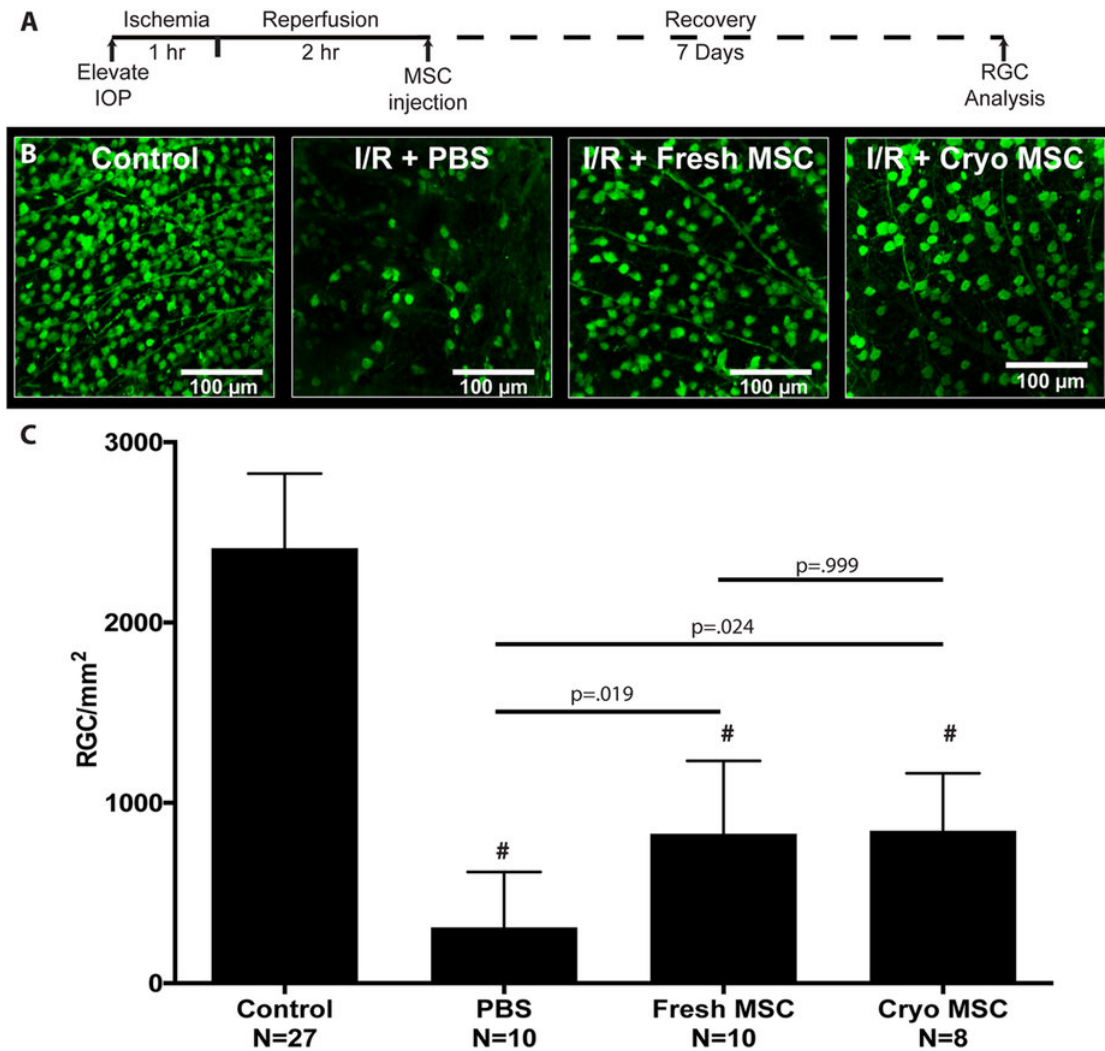 A
Ischemia
Reperfusion
Recovery
1 hr
2 hr
7 Days
Elevate
IOP
MSC
injection
RGC
Analysis
B
Control
I/R + PBS
I/R + Fresh MSC
I/R + Cryo MSC
100 µm
100 µm
100 µm
100 µm
C
3000
2000
1000
0
RGC/mm²
p=.999
p=.024
p=.019
#
#
#
Control
N=27
PBS
N=10
Fresh MSC
N=10
Cryo MSC
N=8